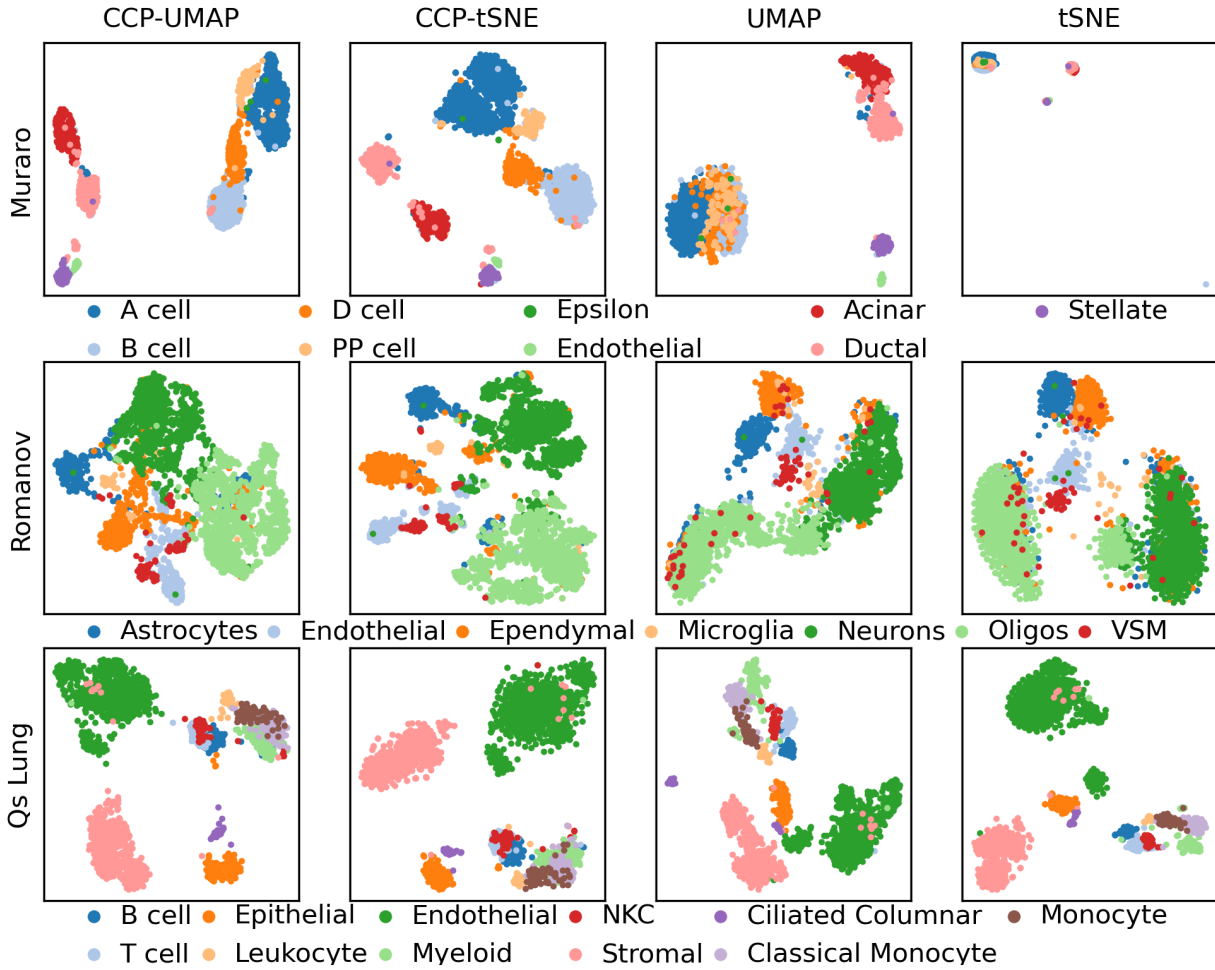 CCP-UMAP CCP-tSNE UMAP tSNE
Muraro
A cell D cell Epsilon Acinar Stellate
B cell PP cell Endothelial Ductal
Romanov
Astrocytes Endothelial Ependymal Microglia Neurons Oligos VSM
Qs Lung
B cell Epithelial Endothelial NKC Ciliated Columnar Monocyte
T cell Leukocyte Myeloid Stromal Classical Monocyte